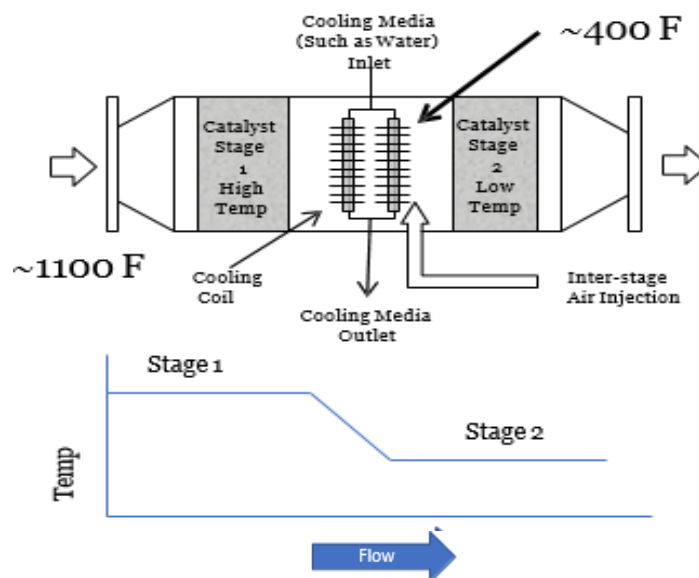 Cooling Media
(Such as Water)
Inlet
~400 F
Catalyst
Stage
1
High
Temp
Catalyst
Stage
2
Low
Temp
~1100 F
Cooling
Coil
Cooling Media
Outlet
Inter-stage
Air Injection
Stage 1
Stage 2
Temp
Flow